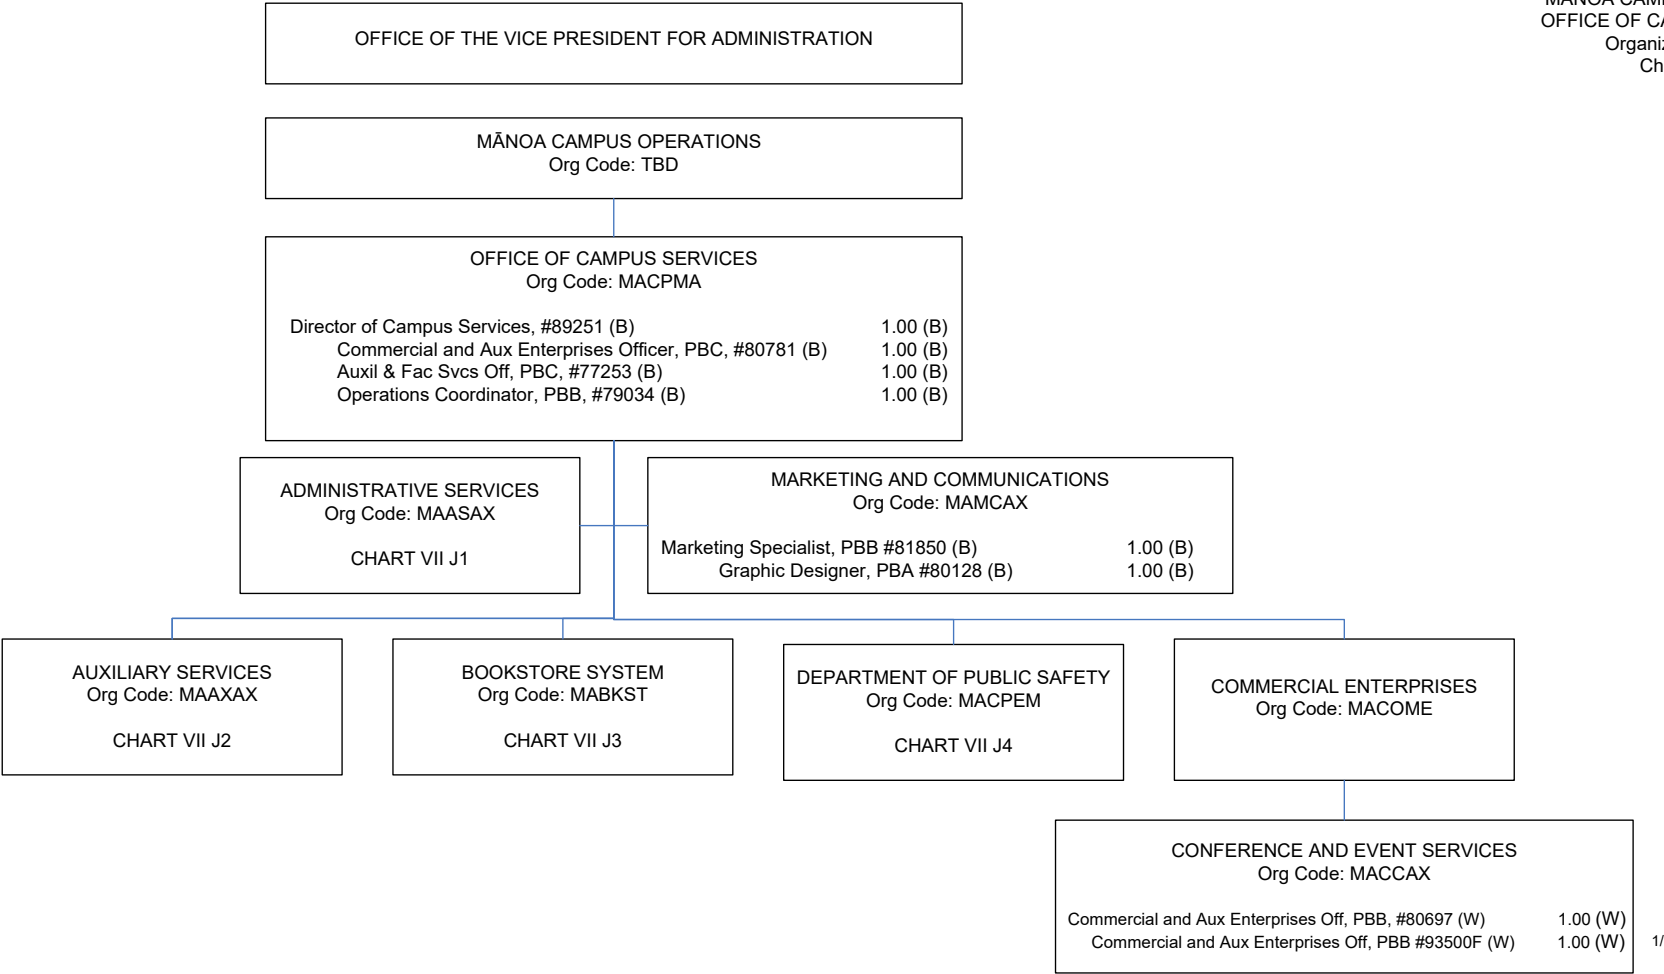 MĀNOA
OFFICE OF
OFFICE OF THE VICE PRESIDENT FOR ADMINISTRATION
MĀNOA CAMPUS OPERATIONS
Org Code: TBD
OFFICE OF CAMPUS SERVICES
Org Code: MACPMA
Director of Campus Services, #89251 (B) 1.00 (B)
Commercial and Aux Enterprises Officer, PBC, #80781 (B) 1.00 (B)
Auxil & Fac Svcs Off, PBC, #77253 (B) 1.00 (B)
Operations Coordinator, PBB, #79034 (B) 1.00 (B)
ADMINISTRATIVE SERVICES
Org Code: MAASAX
CHART VII J1
MARKETING AND COMMUNICATIONS
Org Code: MAMCAX
Marketing Specialist, PBB #81850 (B) 1.00 (B)
Graphic Designer, PBA #80128 (B) 1.00 (B)
AUXILIARY SERVICES
Org Code: MAAXAX
CHART VII J2
BOOKSTORE SYSTEM
Org Code: MABKST
CHART VII J3
DEPARTMENT OF PUBLIC SAFETY
Org Code: MACPEM
CHART VII J4
COMMERCIAL ENTERPRISES
Org Code: MACOME
CONFERENCE AND EVENT SERVICES
Org Code: MACCAX
Commercial and Aux Enterprises Off, PBB, #80697 (W) 1.00 (W)
Commercial and Aux Enterprises Off, PBB #93500F (W) 1.00 (W)
1/